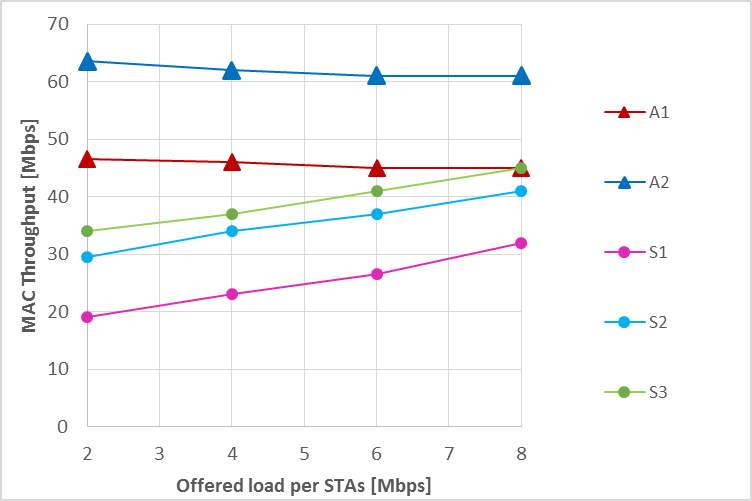 70
60
50
40
30
20
10
0
MAC Throughput [Mbps]
2 3 4 5 6 7 8
Offered load per STAs [Mbps]
A1
A2
S1
S2
S3